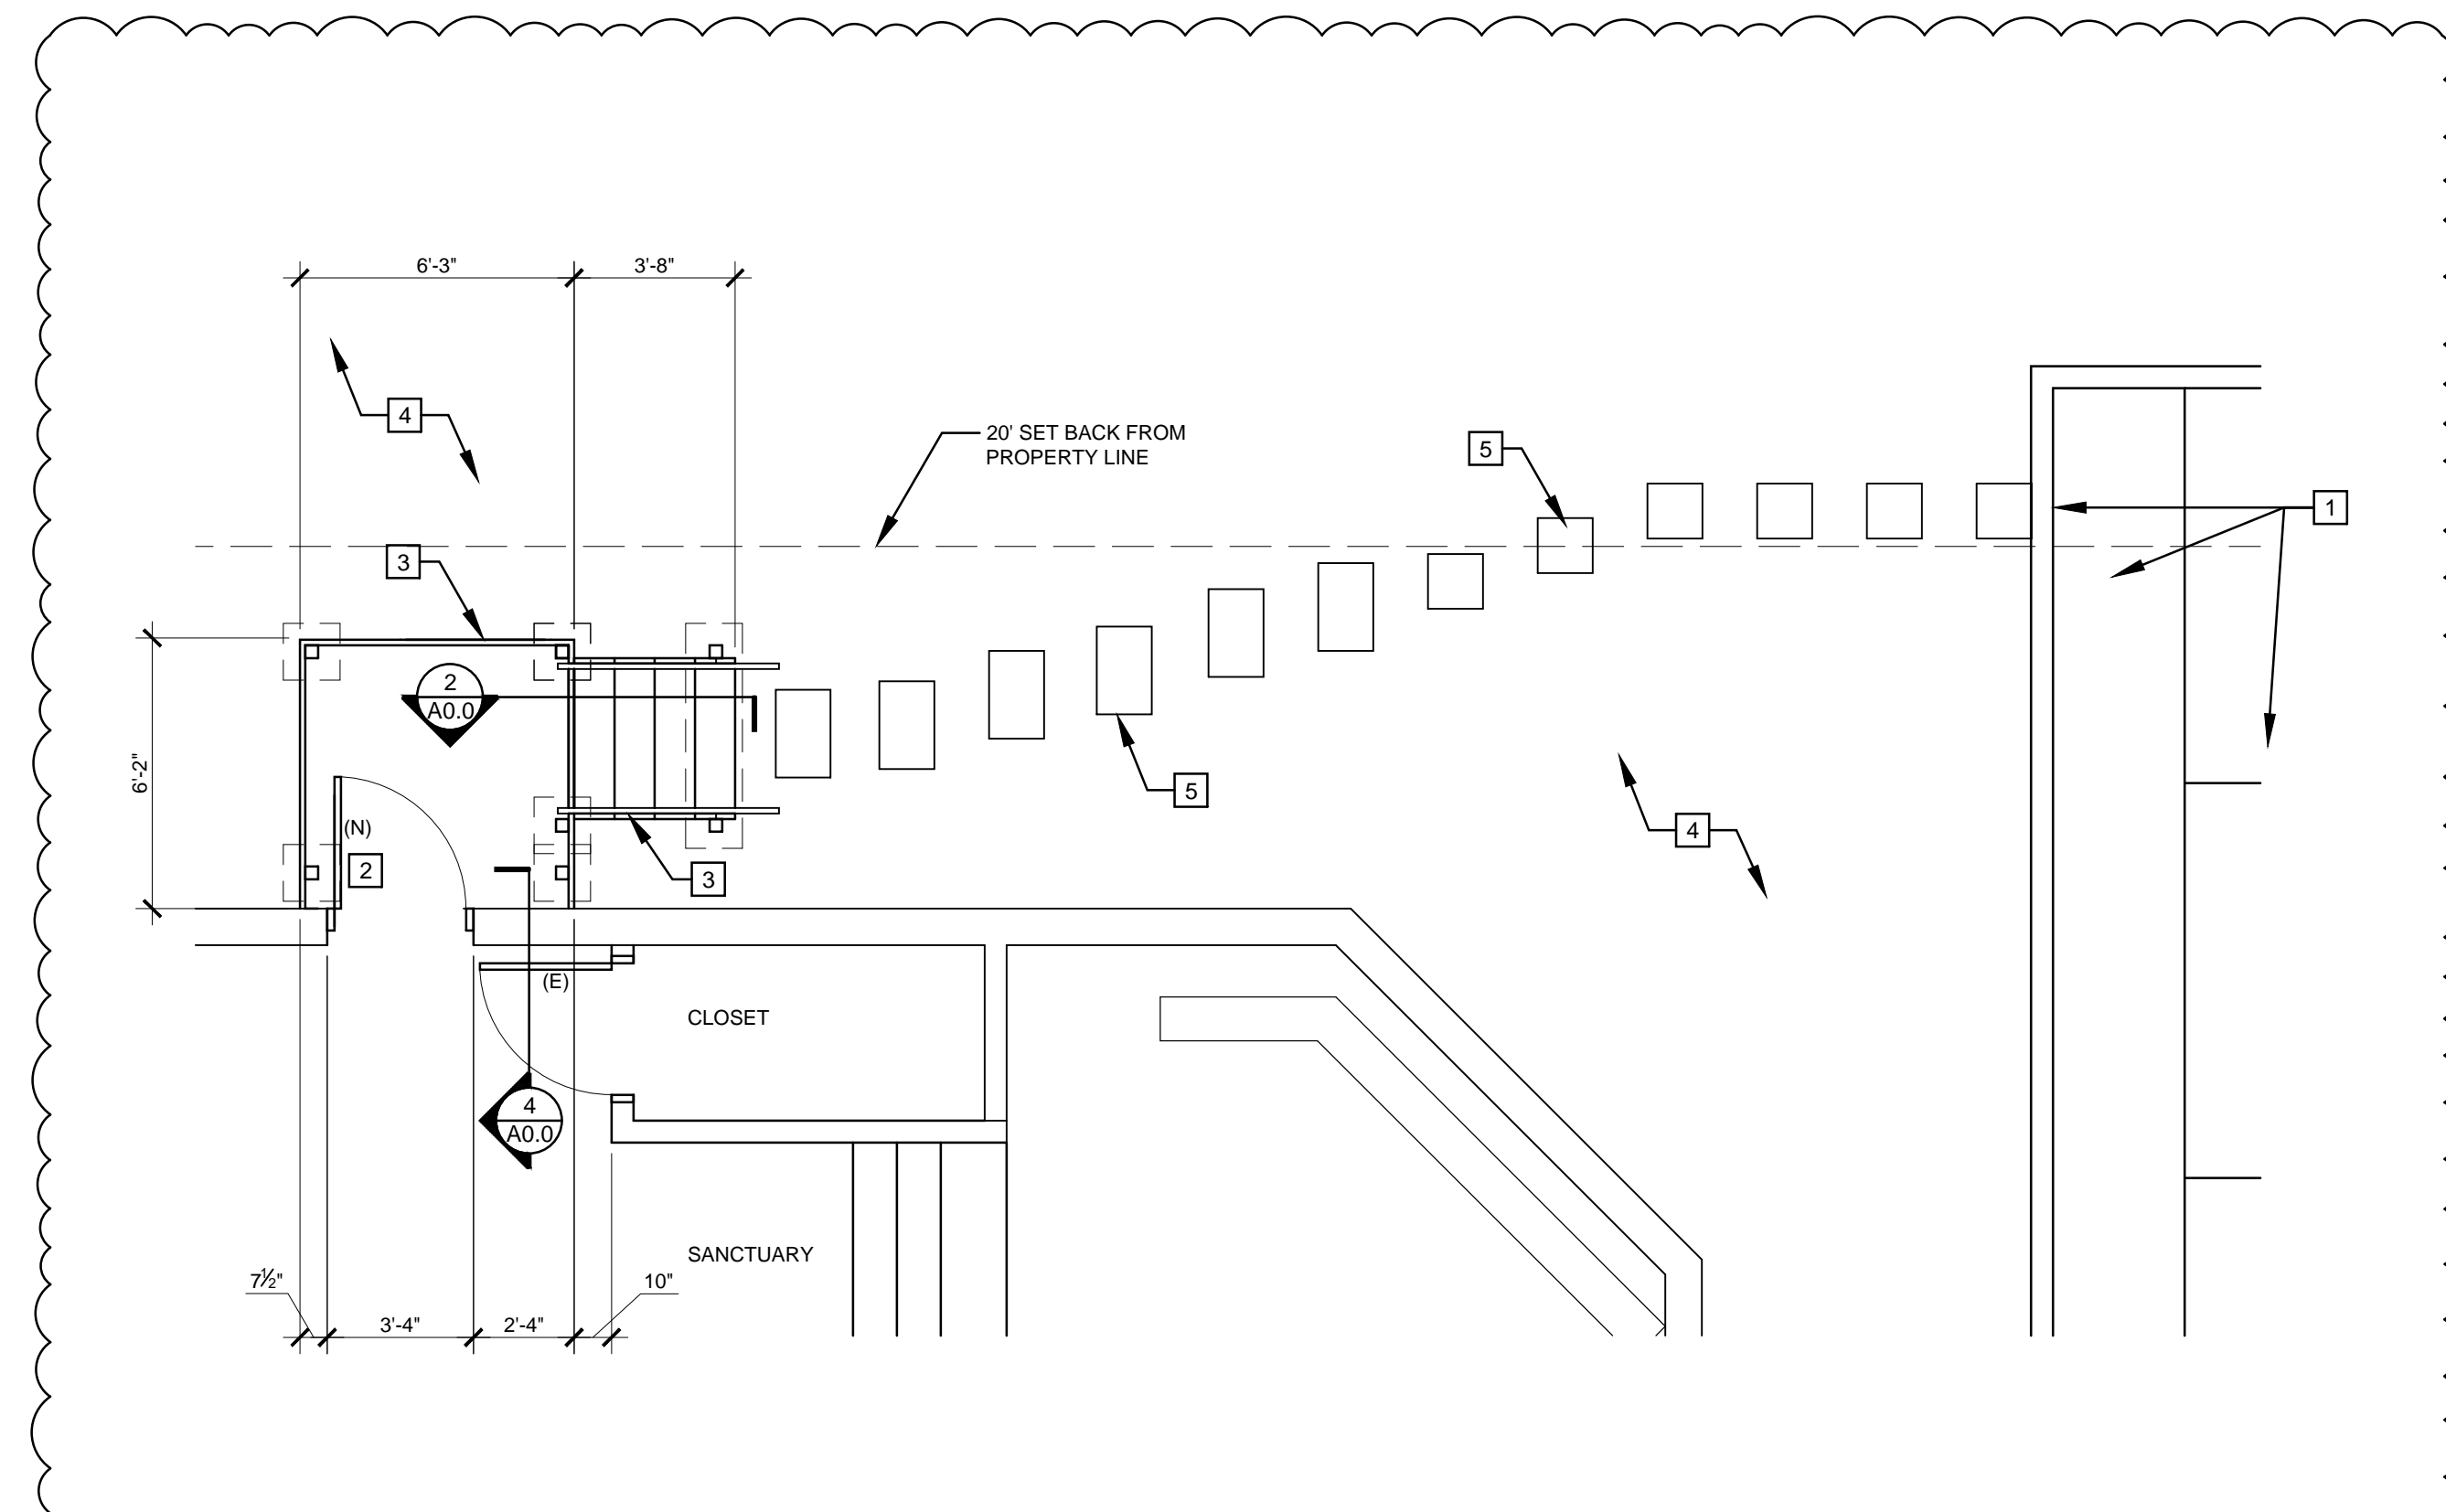 6'-3"
3'-8"
4
20' SET BACK FROM
PROPERTY LINE
5
1
3
2
A0.0
6'-2"
5
(N)
2
3
4
(E)
CLOSET
4
A0.0
SANCTUARY
7½"
10"
3'-4"
2'-4"